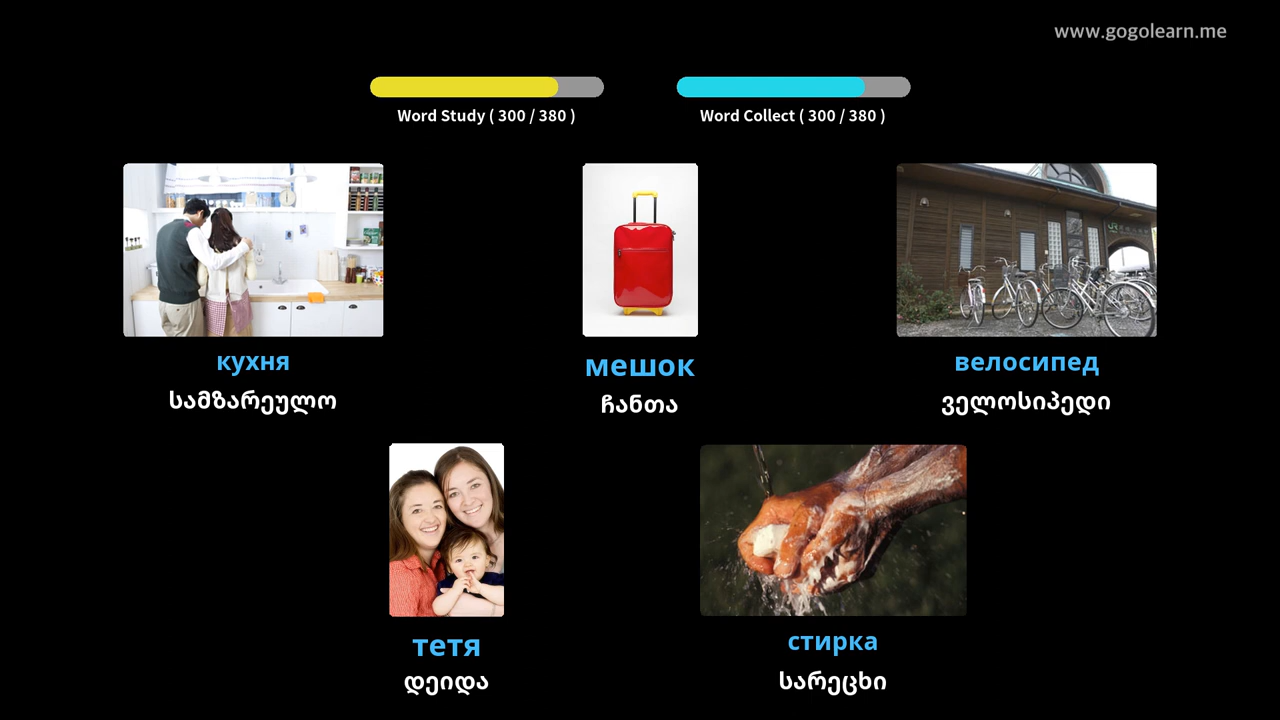 www.gogolearn.me
Word Study ( 300 / 380 )
Word Collect ( 300 / 380 )
кухня
სამზარეულო
мешок
ჩანთა
велосипед
ველოსიპედი
тетя
დეიდა
стирка
სარეცხი